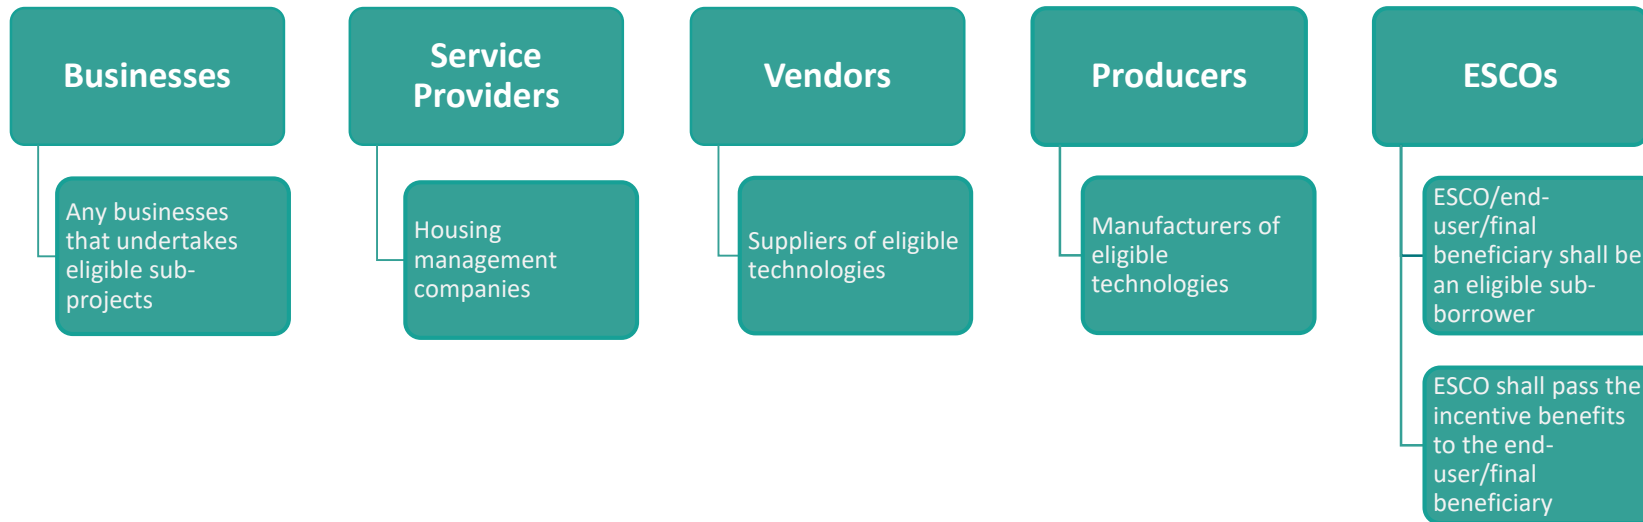 Businesses
Any businesses
that undertakes
eligible sub-
projects
Service
Providers
Housing
management
companies
Vendors
Suppliers of eligible
technologies
Producers
Manufacturers of
eligible
technologies
ESCOs
ESCO/end-
user/final
beneficiary shall be
an eligible sub-
borrower
ESCO shall pass the
incentive benefits
to the end-
user/final
beneficiary